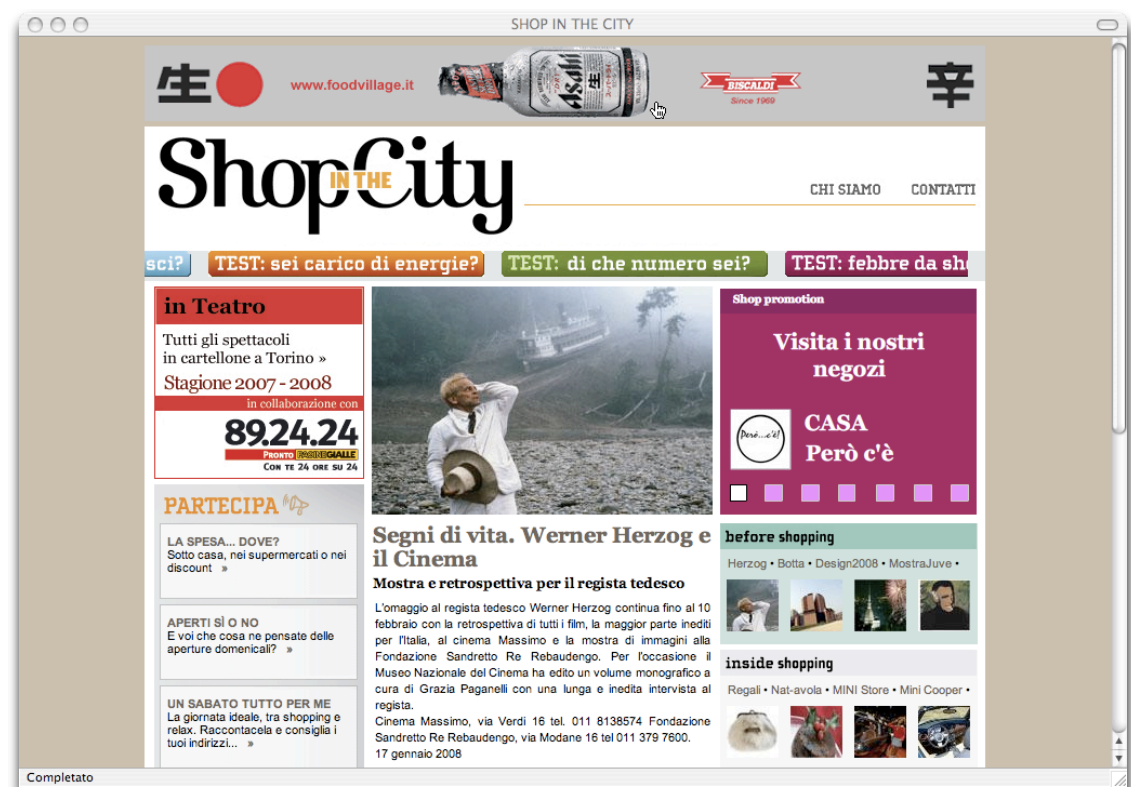 SHOP IN THE CITY
生
www.foodvillage.it
Asahi
生
BISCALDI
Since 1969
辛
Shop IN THE City
CHI SIAMO
CONTATTI
sci?
TEST: sei carico di energie?
TEST: di che numero sei?
TEST: febbre da sh
in Teatro
Tutti gli spettacoli
in cartellone a Torino »
Stagione 2007 - 2008
in collaborazione con
89.24.24
PRONTO PAGINEGIALLE
CON TE 24 ORE SU 24
PARTECIPA
LA SPESA... DOVE?
Sotto casa, nei supermercati o nei
discount »
APERTI SÌ O NO
E voi che cosa ne pensate delle
aperture domenicali? »
UN SABATO TUTTO PER ME
La giornata ideale, tra shopping e
relax. Raccontacela e consiglia i
tuoi indirizzi... »
Segni di vita. Werner Herzog e
il Cinema
Mostra e retrospettiva per il regista tedesco
L'omaggio al regista tedesco Werner Herzog continua fino al 10
febbraio con la retrospettiva di tutti i film, la maggior parte inediti
per l'Italia, al cinema Massimo e la mostra di immagini alla
Fondazione Sandretto Re Rebaudengo. Per l'occasione il
Museo Nazionale del Cinema ha edito un volume monografico a
cura di Grazia Paganelli con una lunga e inedita intervista al
regista.
Cinema Massimo, via Verdi 16 tel. 011 8138574 Fondazione
Sandretto Re Rebaudengo, via Modane 16 tel 011 379 7600.
17 gennaio 2008
Shop promotion
Visita i nostri
negozi
Però...c'è!
CASA
Però c'è
before shopping
Herzog • Botta • Design2008 • MostraJuve •
inside shopping
Regali • Nat-avola • MINI Store • Mini Cooper •
Completato